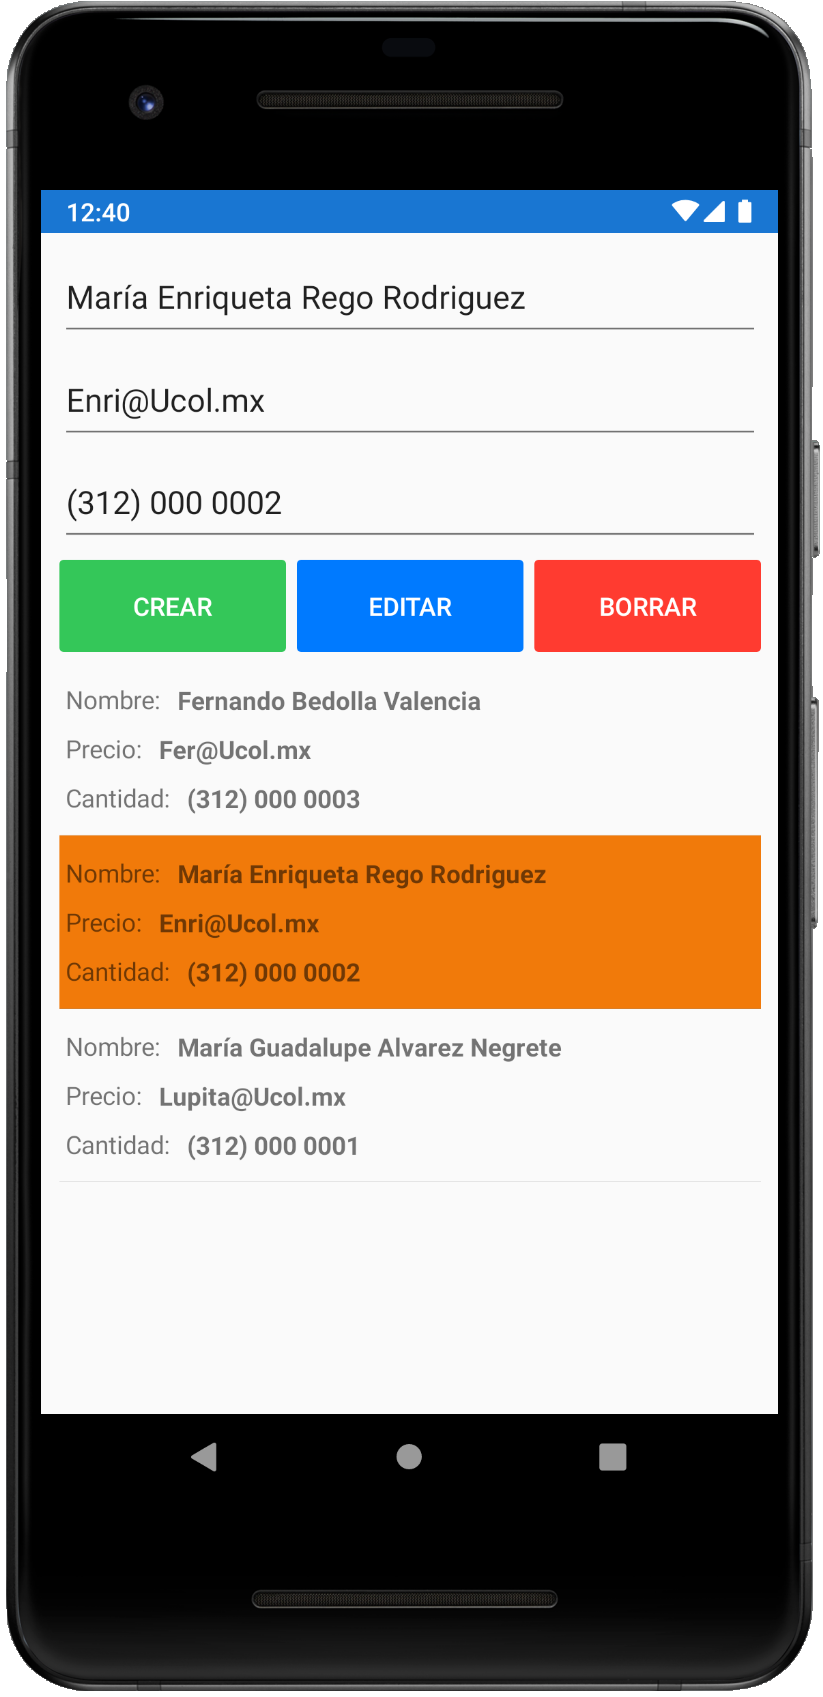 12:40
María Enriqueta Rego Rodriguez
Enri@Ucol.mx
(312) 000 0002
CREAR EDITAR BORRAR
Nombre: Fernando Bedolla Valencia
Precio: Fer@Ucol.mx
Cantidad: (312) 000 0003
Nombre: María Enriqueta Rego Rodriguez
Precio: Enri@Ucol.mx
Cantidad: (312) 000 0002
Nombre: María Guadalupe Alvarez Negrete
Precio: Lupita@Ucol.mx
Cantidad: (312) 000 0001